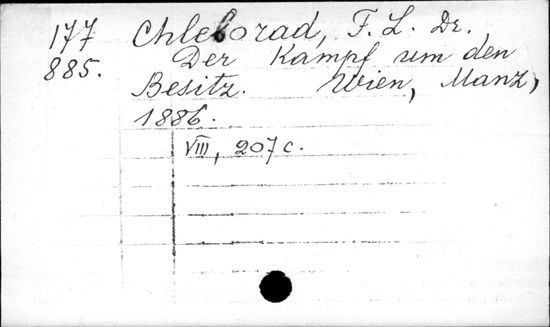 177 Chleborad, F. L. Dr.
885. Der Kampf um den
Besitz. Wien, Manz,
1886.
VIII, 207 c.